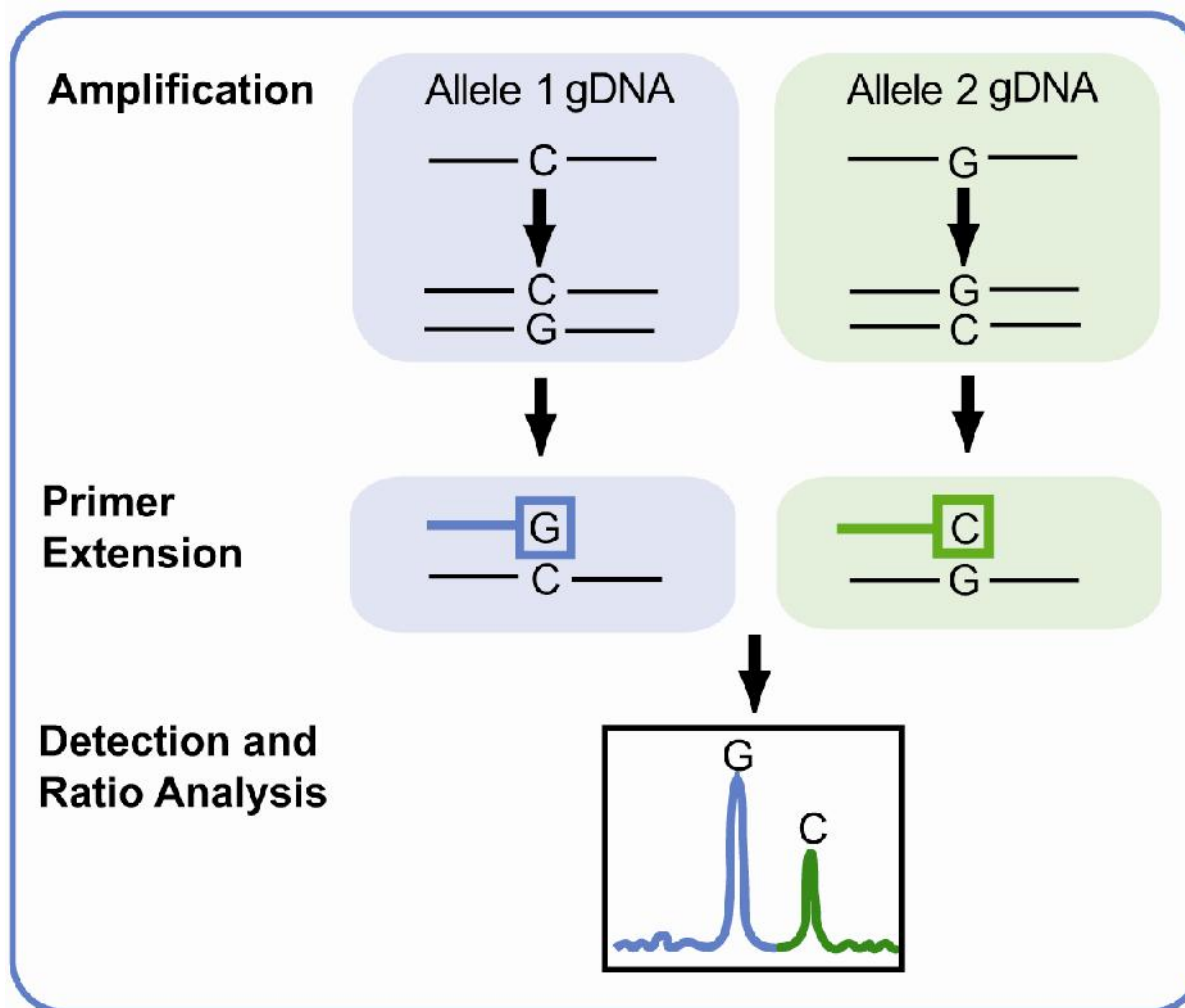 Amplification
Allele 1 gDNA
Allele 2 gDNA
C
G
C
G
G
C
Primer
Extension
G
C
C
G
Detection and
Ratio Analysis
G
C